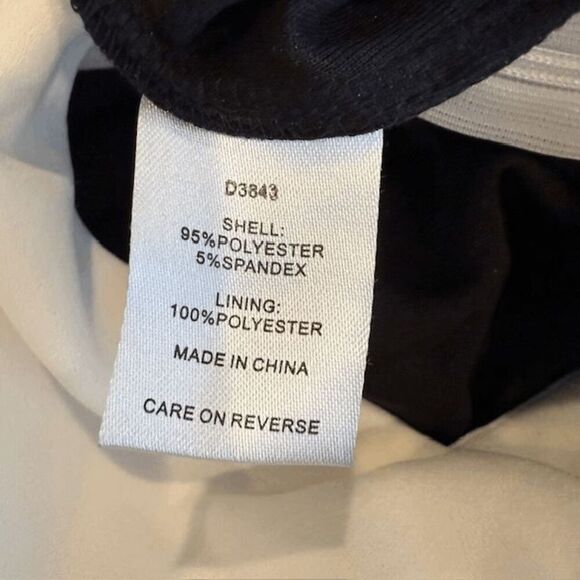 D3843
SHELL:
95%POLYESTER
5%SPANDEX
LINING:
100%POLYESTER
MADE IN CHINA
CARE ON REVERSE